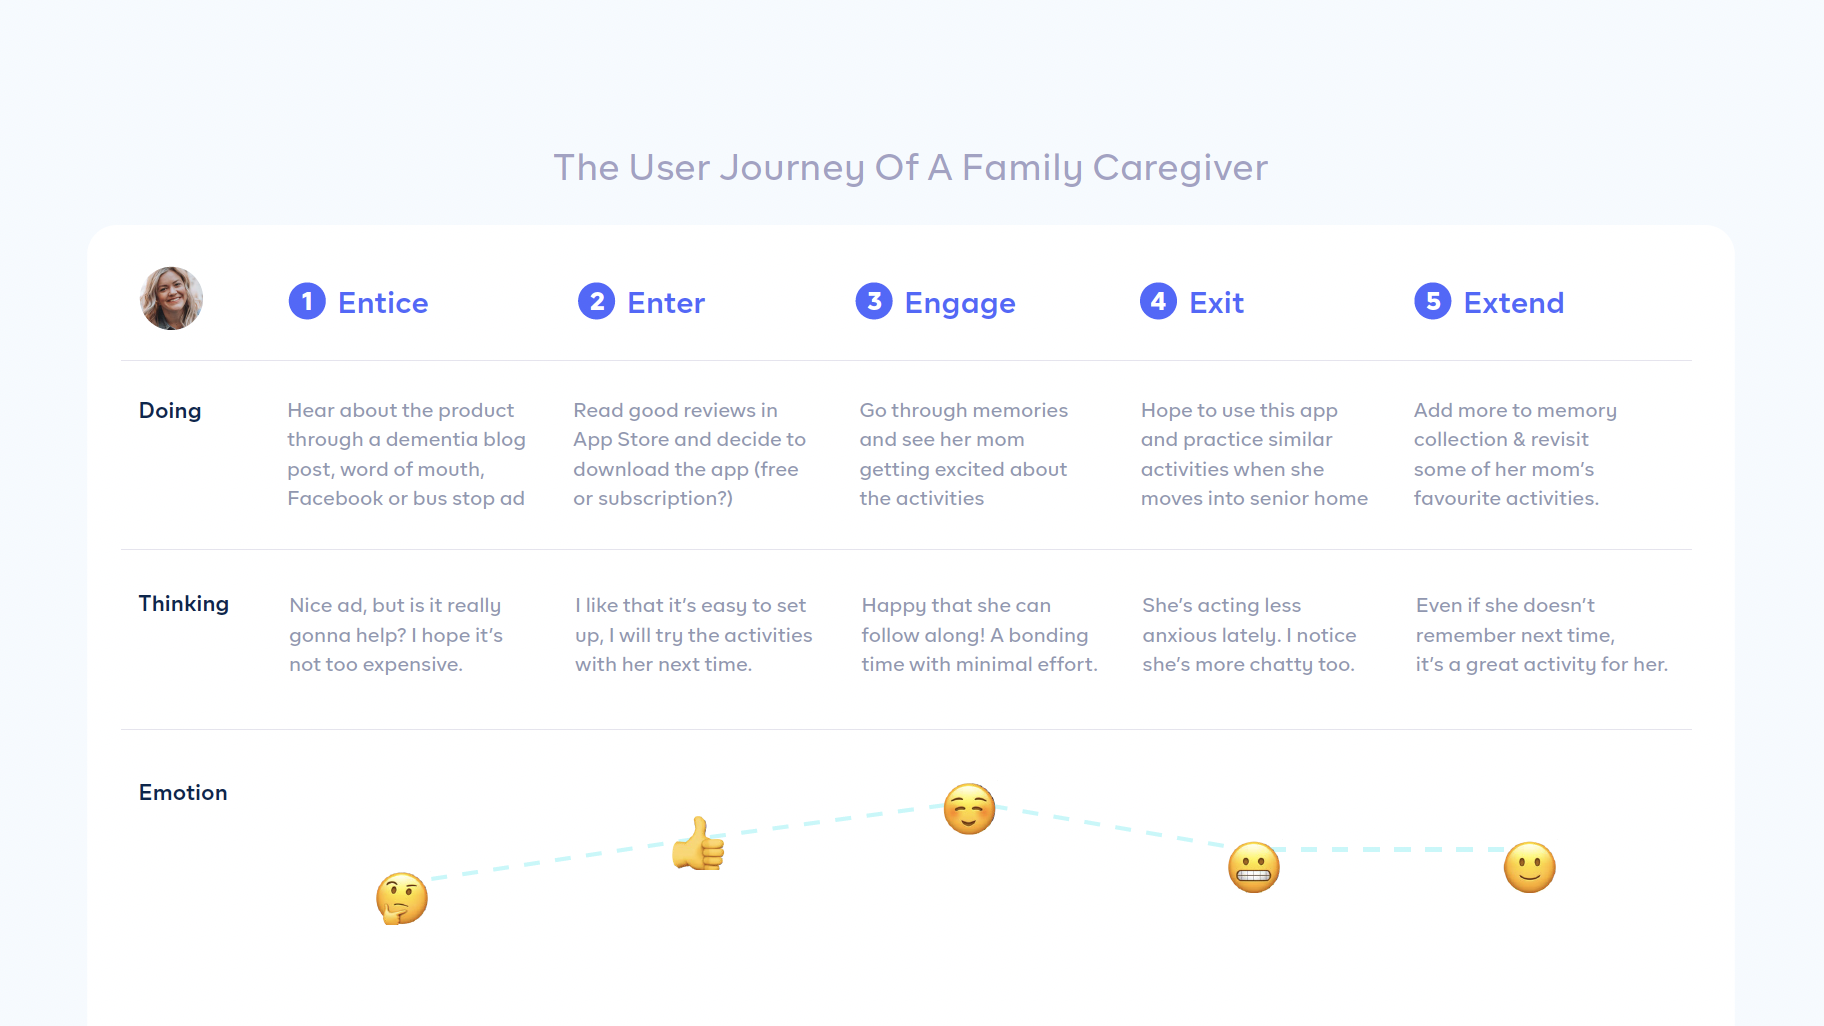 The User Journey Of A Family Caregiver
1 Entice
2 Enter
3 Engage
4 Exit
5 Extend
Doing
Hear about the product
through a dementia blog
post, word of mouth,
Facebook or bus stop ad
Read good reviews in
App Store and decide to
download the app (free
or subscription?)
Go through memories
and see her mom
getting excited about
the activities
Hope to use this app
and practice similar
activities when she
moves into senior home
Add more to memory
collection & revisit
some of her mom’s
favourite activities.
Thinking
Nice ad, but is it really
gonna help? I hope it’s
not too expensive.
I like that it’s easy to set
up, I will try the activities
with her next time.
Happy that she can
follow along! A bonding
time with minimal effort.
She’s acting less
anxious lately. I notice
she’s more chatty too.
Even if she doesn’t
remember next time,
it’s a great activity for her.
Emotion